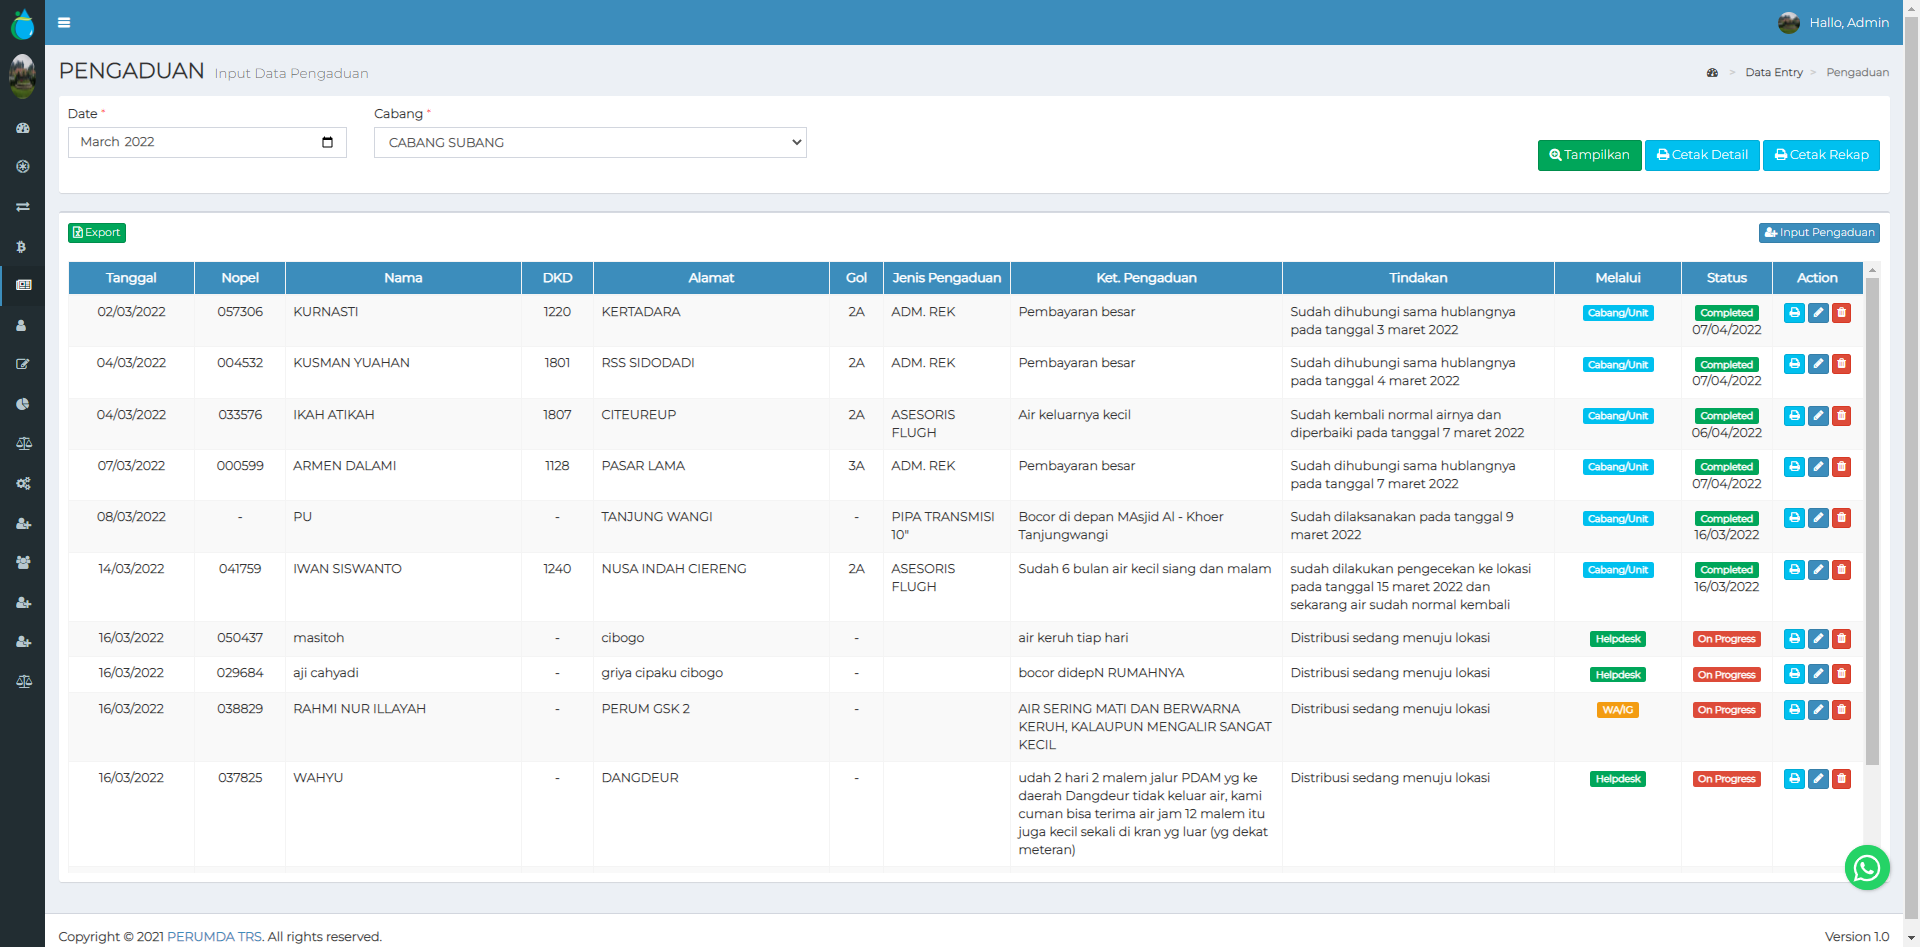 Hallo, Admin
PENGADUAN Input Data Pengaduan
> Data Entry > Pengaduan
Date * Cabang *
March 2022 CABANG SUBANG
Tampilkan Cetak Detail Cetak Rekap
Export Input Pengaduan
Tanggal Nopel Nama DKD Alamat Gol Jenis Pengaduan Ket. Pengaduan Tindakan Melalui Status Action
02/03/2022 057306 KURNASTI 1220 KERTADARA 2A ADM. REK Pembayaran besar Sudah dihubungi sama hublangnya Cabang/Unit Completed
pada tanggal 3 maret 2022 07/04/2022
04/03/2022 004532 KUSMAN YUAHAN 1801 RSS SIDODADI 2A ADM. REK Pembayaran besar Sudah dihubungi sama hublangnya Cabang/Unit Completed
pada tanggal 4 maret 2022 07/04/2022
04/03/2022 033576 IKAH ATIKAH 1807 CITEUREUP 2A ASESORIS Air keluarnya kecil Sudah kembali normal airnya dan Cabang/Unit Completed
FLUGH diperbaiki pada tanggal 7 maret 2022 06/04/2022
07/03/2022 000599 ARMEN DALAMI 1128 PASAR LAMA 3A ADM. REK Pembayaran besar Sudah dihubungi sama hublangnya Cabang/Unit Completed
pada tanggal 7 maret 2022 07/04/2022
08/03/2022 - PU - TANJUNG WANGI - PIPA TRANSMISI Bocor di depan MAsjid Al - Khoer Sudah dilaksanakan pada tanggal 9 Cabang/Unit Completed
10" Tanjungwangi maret 2022 16/03/2022
14/03/2022 041759 IWAN SISWANTO 1240 NUSA INDAH CIERENG 2A ASESORIS Sudah 6 bulan air kecil siang dan malam sudah dilakukan pengecekan ke lokasi Cabang/Unit Completed
FLUGH pada tanggal 15 maret 2022 dan 16/03/2022
sekarang air sudah normal kembali
16/03/2022 050437 masitoh - cibogo - air keruh tiap hari Distribusi sedang menuju lokasi Helpdesk On Progress
16/03/2022 029684 aji cahyadi - griya cipaku cibogo - bocor didepN RUMAHNYA Distribusi sedang menuju lokasi Helpdesk On Progress
16/03/2022 038829 RAHMI NUR ILLAYAH - PERUM GSK 2 - AIR SERING MATI DAN BERWARNA Distribusi sedang menuju lokasi WA/IG On Progress
KERUH, KALAUPUN MENGALIR SANGAT
KECIL
16/03/2022 037825 WAHYU - DANGDEUR - udah 2 hari 2 malem jalur PDAM yg ke Distribusi sedang menuju lokasi Helpdesk On Progress
daerah Dangdeur tidak keluar air, kami
cuman bisa terima air jam 12 malem itu
juga kecil sekali di kran yg luar (yg dekat
meteran)
Copyright © 2021 PERUMDA TRS. All rights reserved. Version 1.0